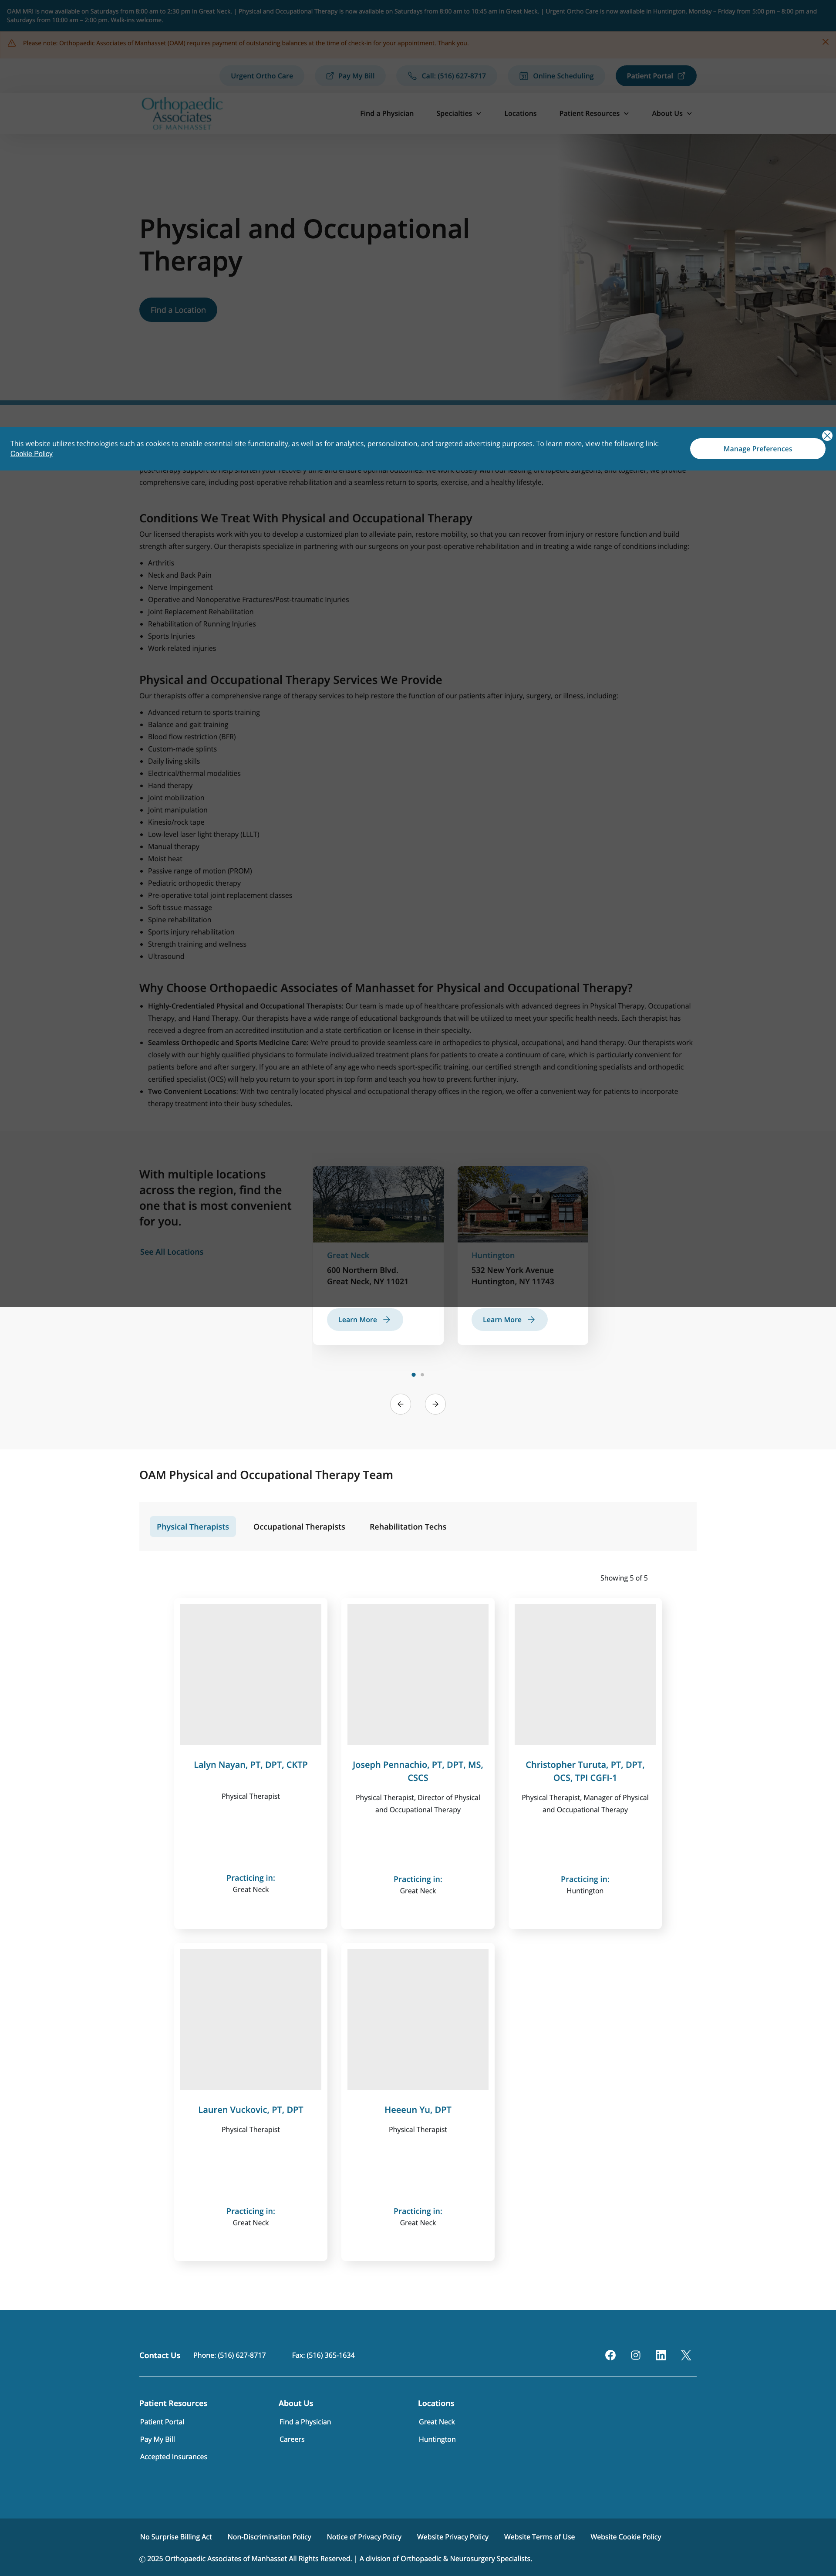 OAM MRI is now available on Saturdays from 8:00 am to 2:30 pm in Great Neck. | Physical and Occupational Therapy is now available on Saturdays from 8:00 am to 10:45 am in Great Neck. | Urgent Ortho Care is now available in Huntington, Monday – Friday from 5:00 pm – 8:00 pm and
Saturdays from 10:00 am – 2:00 pm. Walk-ins welcome.
Please note: Orthopaedic Associates of Manhasset (OAM) requires payment of outstanding balances at the time of check-in for your appointment. Thank you.
Urgent Ortho Care
Pay My Bill
Call: (516) 627-8717
Online Scheduling
Patient Portal
Orthopaedic
Associates
OF MANHASSET
Find a Physician
Specialties
Locations
Patient Resources
About Us
Physical and Occupational
Therapy
Find a Location
This website utilizes technologies such as cookies to enable essential site functionality, as well as for analytics, personalization, and targeted advertising purposes. To learn more, view the following link:
Cookie Policy
Manage Preferences
post-therapy support to help shorten your recovery time and ensure optimal outcomes. We work closely with our leading orthopedic surgeons, and together, we provide
comprehensive care, including post-operative rehabilitation and a seamless return to sports, exercise, and a healthy lifestyle.
Conditions We Treat With Physical and Occupational Therapy
Our licensed therapists work with you to develop a customized plan to alleviate pain, restore mobility, so that you can recover from injury or restore function and build
strength after surgery. Our therapists specialize in partnering with our surgeons on your post-operative rehabilitation and in treating a wide range of conditions including:
Arthritis
Neck and Back Pain
Nerve Impingement
Operative and Nonoperative Fractures/Post-traumatic Injuries
Joint Replacement Rehabilitation
Rehabilitation of Running Injuries
Sports Injuries
Work-related injuries
Physical and Occupational Therapy Services We Provide
Our therapists offer a comprehensive range of therapy services to help restore the function of our patients after injury, surgery, or illness, including:
Advanced return to sports training
Balance and gait training
Blood flow restriction (BFR)
Custom-made splints
Daily living skills
Electrical/thermal modalities
Hand therapy
Joint mobilization
Joint manipulation
Kinesio/rock tape
Low-level laser light therapy (LLLT)
Manual therapy
Moist heat
Passive range of motion (PROM)
Pediatric orthopedic therapy
Pre-operative total joint replacement classes
Soft tissue massage
Spine rehabilitation
Sports injury rehabilitation
Strength training and wellness
Ultrasound
Why Choose Orthopaedic Associates of Manhasset for Physical and Occupational Therapy?
Highly-Credentialed Physical and Occupational Therapists: Our team is made up of healthcare professionals with advanced degrees in Physical Therapy, Occupational
Therapy, and Hand Therapy. Our therapists have a wide range of educational backgrounds that will be utilized to meet your specific health needs. Each therapist has
received a degree from an accredited institution and a state certification or license in their specialty.
Seamless Orthopedic and Sports Medicine Care: We're proud to provide seamless care in orthopedics to physical, occupational, and hand therapy. Our therapists work
closely with our highly qualified physicians to formulate individualized treatment plans for patients to create a continuum of care, which is particularly convenient for
patients before and after surgery. If you are an athlete of any age who needs sport-specific training, our certified strength and conditioning specialists and orthopedic
certified specialist (OCS) will help you return to your sport in top form and teach you how to prevent further injury.
Two Convenient Locations: With two centrally located physical and occupational therapy offices in the region, we offer a convenient way for patients to incorporate
therapy treatment into their busy schedules.
With multiple locations
across the region, find the
one that is most convenient
for you.
See All Locations
Great Neck
600 Northern Blvd.
Great Neck, NY 11021
Learn More
Huntington
532 New York Avenue
Huntington, NY 11743
Learn More
OAM Physical and Occupational Therapy Team
Physical Therapists
Occupational Therapists
Rehabilitation Techs
Showing 5 of 5
Lalyn Nayan, PT, DPT, CKTP
Physical Therapist
Practicing in:
Great Neck
Joseph Pennachio, PT, DPT, MS,
CSCS
Physical Therapist, Director of Physical
and Occupational Therapy
Practicing in:
Great Neck
Christopher Turuta, PT, DPT,
OCS, TPI CGFI-1
Physical Therapist, Manager of Physical
and Occupational Therapy
Practicing in:
Huntington
Lauren Vuckovic, PT, DPT
Physical Therapist
Practicing in:
Great Neck
Heeeun Yu, DPT
Physical Therapist
Practicing in:
Great Neck
Contact Us
Phone: (516) 627-8717
Fax: (516) 365-1634
Patient Resources
Patient Portal
Pay My Bill
Accepted Insurances
About Us
Find a Physician
Careers
Locations
Great Neck
Huntington
No Surprise Billing Act
Non-Discrimination Policy
Notice of Privacy Policy
Website Privacy Policy
Website Terms of Use
Website Cookie Policy
© 2025 Orthopaedic Associates of Manhasset All Rights Reserved. | A division of Orthopaedic & Neurosurgery Specialists.